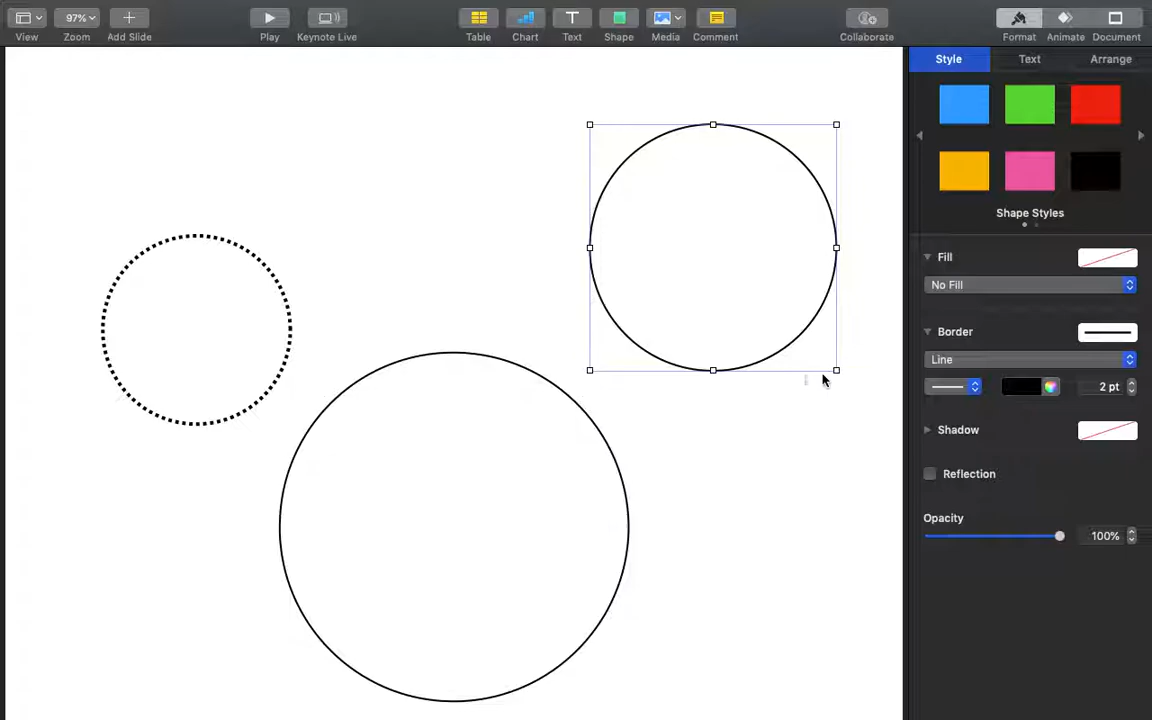 97%
View
Zoom
Add Slide
Play
Keynote Live
Table
Chart
Text
Shape
Media
Comment
Collaborate
Format
Animate
Document
Style
Text
Arrange
Shape Styles
Fill
No Fill
Border
Line
2 pt
Shadow
Reflection
Opacity
100%